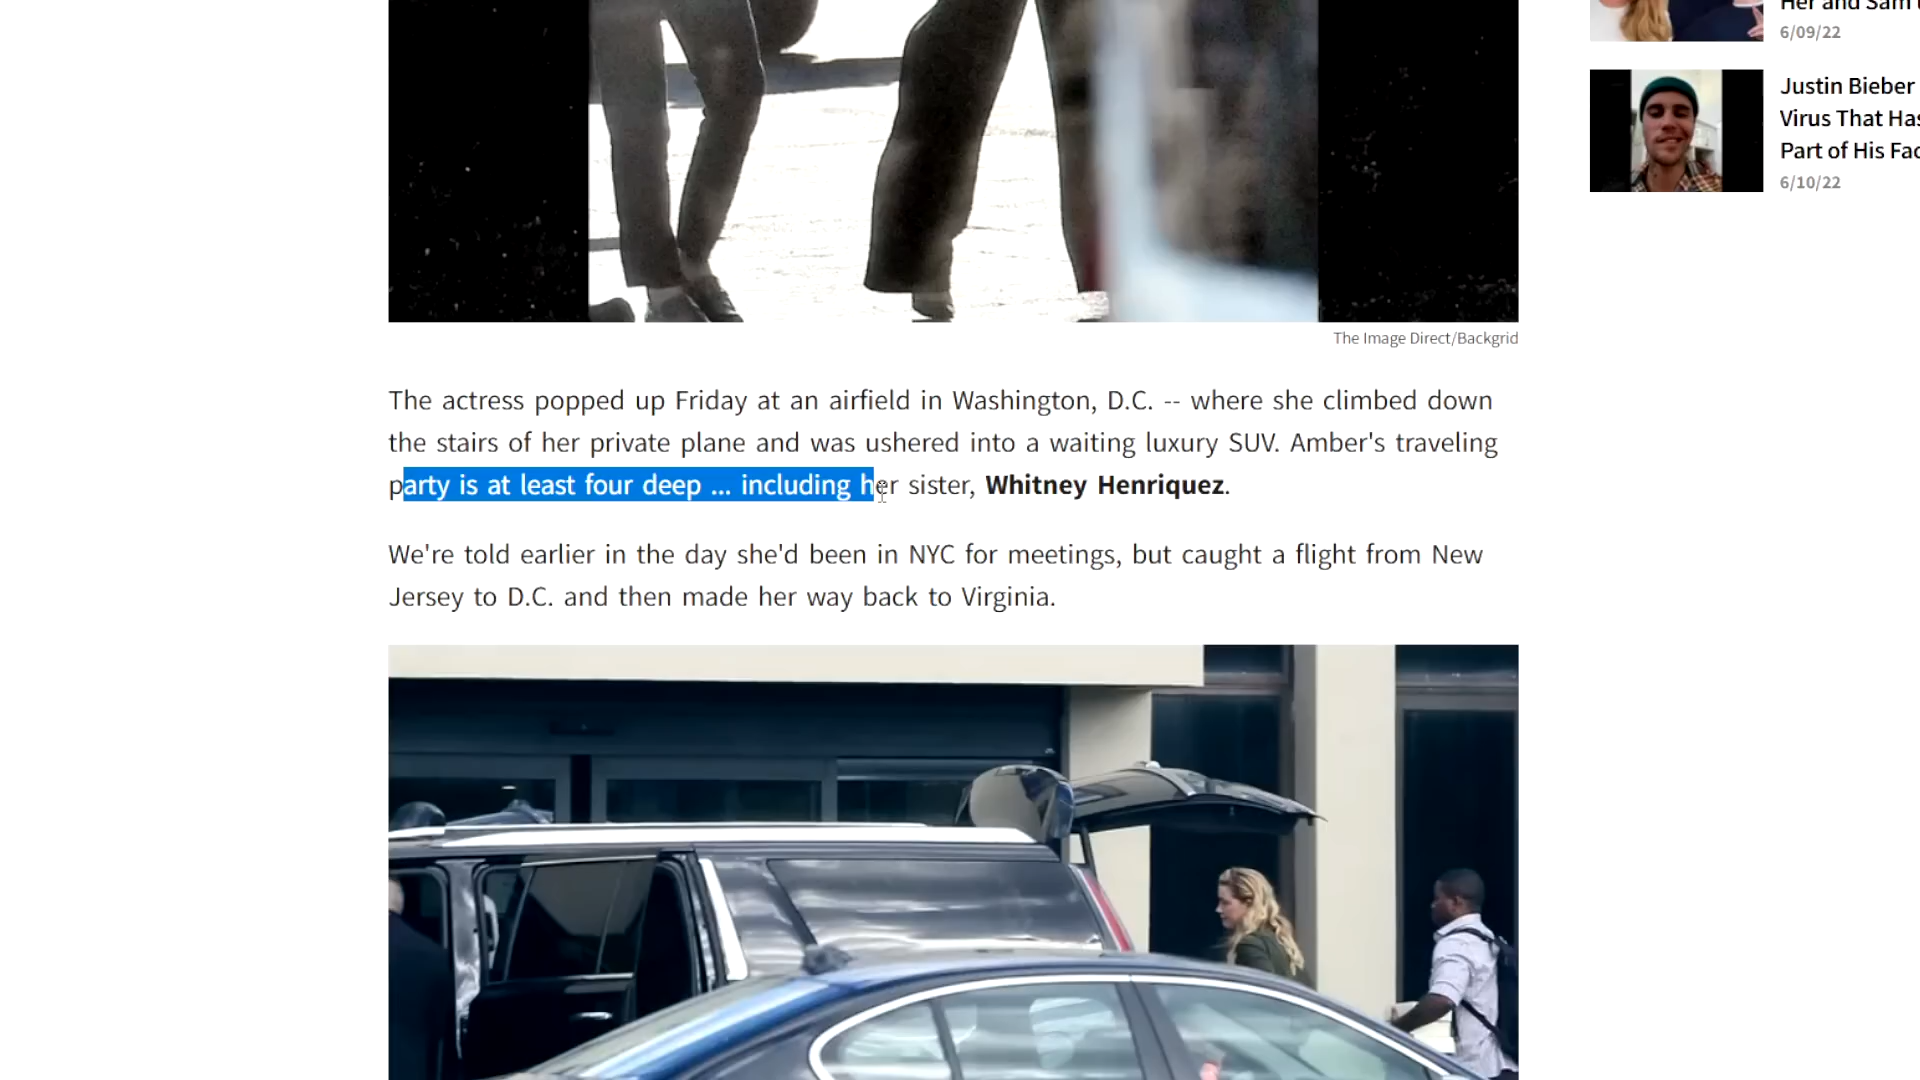 Her and Sam
6/09/22
Justin Bieber
Virus That Has
Part of His Fac
6/10/22
The Image Direct/Backgrid
The actress popped up Friday at an airfield in Washington, D.C. -- where she climbed down
the stairs of her private plane and was ushered into a waiting luxury SUV. Amber's traveling
party is at least four deep ... including her sister, Whitney Henriquez.
We're told earlier in the day she'd been in NYC for meetings, but caught a flight from New
Jersey to D.C. and then made her way back to Virginia.